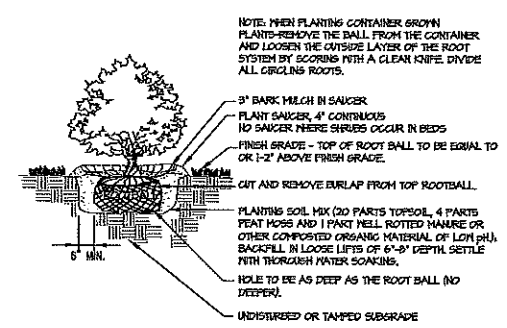 NOTE: WHEN PLANTING CONTAINER GROWN
PLANTS-REMOVE THE BALL FROM THE CONTAINER
AND LOOSEN THE OUTSIDE LAYER OF THE ROOT
SYSTEM BY SCORING WITH A CLEAN KNIFE. DIVIDE
ALL CIRCLING ROOTS.
3" BARK MULCH IN SAUCER
PLANT SAUCER, 4" CONTINUOUS
NO SAUCER WHERE SHRUBS OCCUR IN BEDS
FINISH GRADE - TOP OF ROOT BALL TO BE EQUAL TO
OR 1-2" ABOVE FINISH GRADE.
CUT AND REMOVE BURLAP FROM TOP ROOTBALL.
PLANTING SOIL MIX (20 PARTS TOPSOIL, 4 PARTS
PEAT MOSS AND 1 PART WELL ROTTED MANURE OR
OTHER COMPOSTED ORGANIC MATERIAL OF LOW pH).
BACKFILL IN LOOSE LIFTS OF 6"-8" DEPTH. SETTLE
WITH THOROUGH WATER SOAKING.
6" MIN.
HOLE TO BE AS DEEP AS THE ROOT BALL (NO
DEEPER).
UNDISTURBED OR TAMPED SUBGRADE